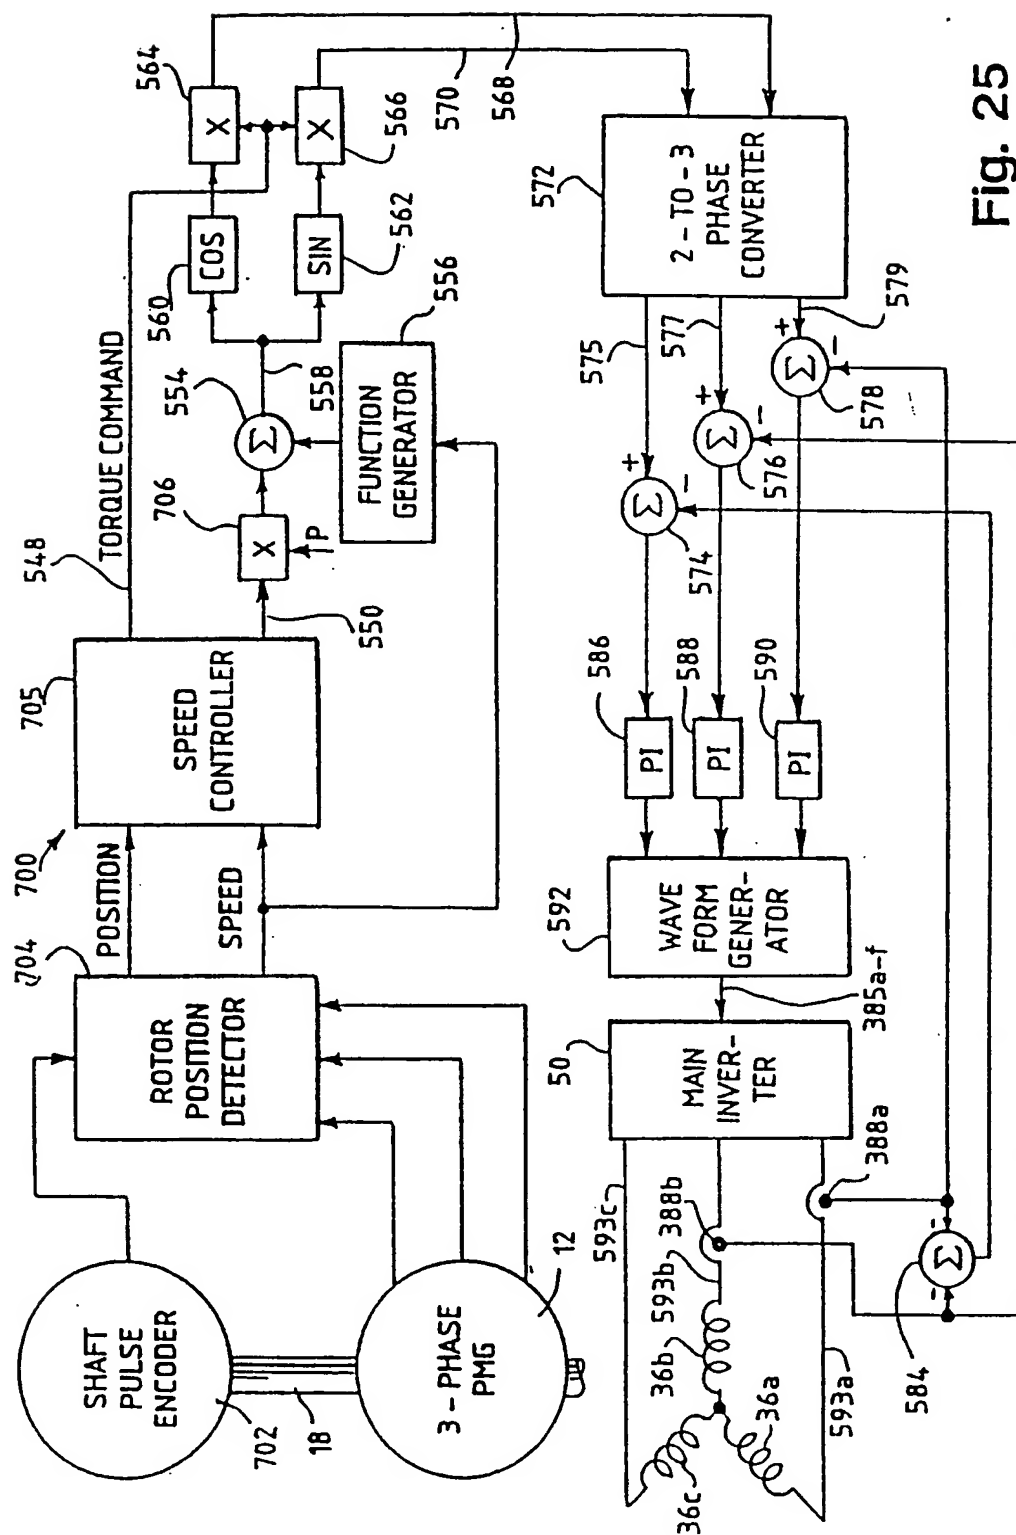 SHAFT
PULSE
ENCODER
702
18
3-PHASE
PMG
12
704
ROTOR
POSITION
DETECTOR
POSITION
SPEED
700
705
SPEED
CONTROLLER
548
TORQUE COMMAND
550
706
X
P
554
Σ
558
FUNCTION
GENERATOR
556
560
COS
SIN
562
564
X
X
566
570
568
572
2-TO-3
PHASE
CONVERTER
575
577
579
+
Σ
-
574
+
Σ
-
576
+
Σ
-
578
586
PI
588
PI
590
PI
592
WAVE
FORM
GENER-
ATOR
385a-f
50
MAIN
INVER-
TER
593c
388b
593b
388a
36b
36a
36c
593a
584
-
Σ
-
Fig. 25